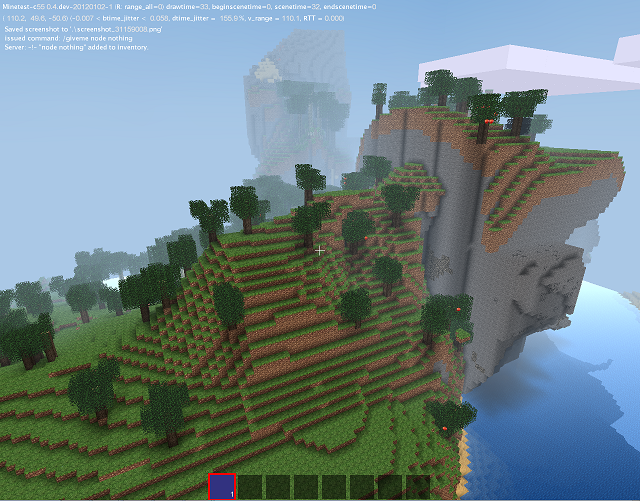 Minetest-c55 0.4.dev-20120102-1 (R: range_all=0) drawtime=33, beginscenetime=0, scenetime=32, endscenetime=0
( 110.2, 49.6, -50.6) (-0.007 < btime_jitter < 0.058, dtime_jitter = 155.9 %, v_range = 110.1, RTT = 0.000)
Saved screenshot to '.\screenshot_31159008.png'
issued command: /giveme node nothing
Server: -!- "node nothing" added to inventory.
1